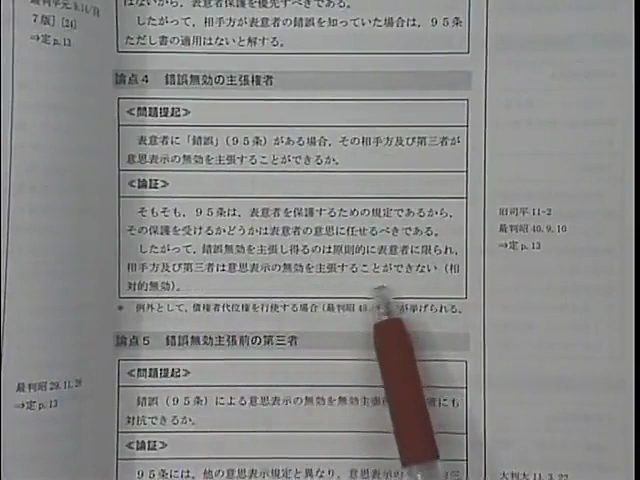 ７版］［24］
⇒定 p.13
はないから、表意者保護を優先すべきである。
したがって，相手方が表意者の錯誤を知っていた場合は，９５条
ただし書の適用はないと解する。
論点４　錯誤無効の主張権者
≪問題提起≫
表意者に「錯誤」（９５条）がある場合，その相手方及び第三者が
意思表示の無効を主張することができるか。
≪論証≫
そもそも，９５条は，表意者を保護するための規定であるから，
その保護を受けるかどうかは表意者の意思に任せるべきである。
したがって，錯誤無効を主張し得るのは原則的に表意者に限られ，
相手方及び第三者は意思表示の無効を主張することができない（相
対的無効）。
旧司平 11-2
最判昭 40.9.10
⇒定 p.13
＊　例外として，債権者代位権を行使する場合（最判昭 45. が挙げられる。
論点５　錯誤無効主張前の第三者
≪問題提起≫
最判昭 29.11.26
⇒定 p.13
錯誤（９５条）による意思表示の無効を無効主張 者にも
対抗できるか。
≪論証≫
９５条には，他の意思表示規定と異なり，意思表示の
大判大 11.3.22